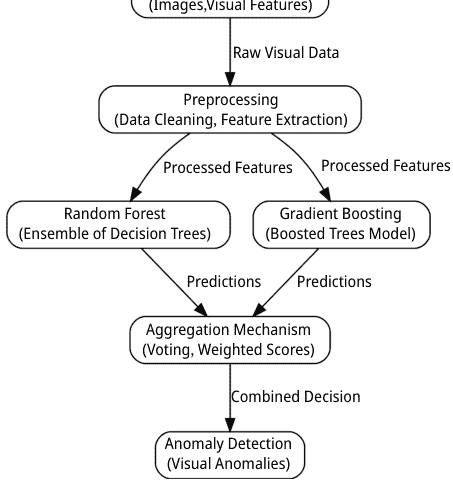 (Images,Visual Features)
Raw Visual Data
Preprocessing
(Data Cleaning, Feature Extraction)
Processed Features
Processed Features
Random Forest
(Ensemble of Decision Trees)
Gradient Boosting
(Boosted Trees Model)
Predictions
Predictions
Aggregation Mechanism
(Voting, Weighted Scores)
Combined Decision
Anomaly Detection
(Visual Anomalies)